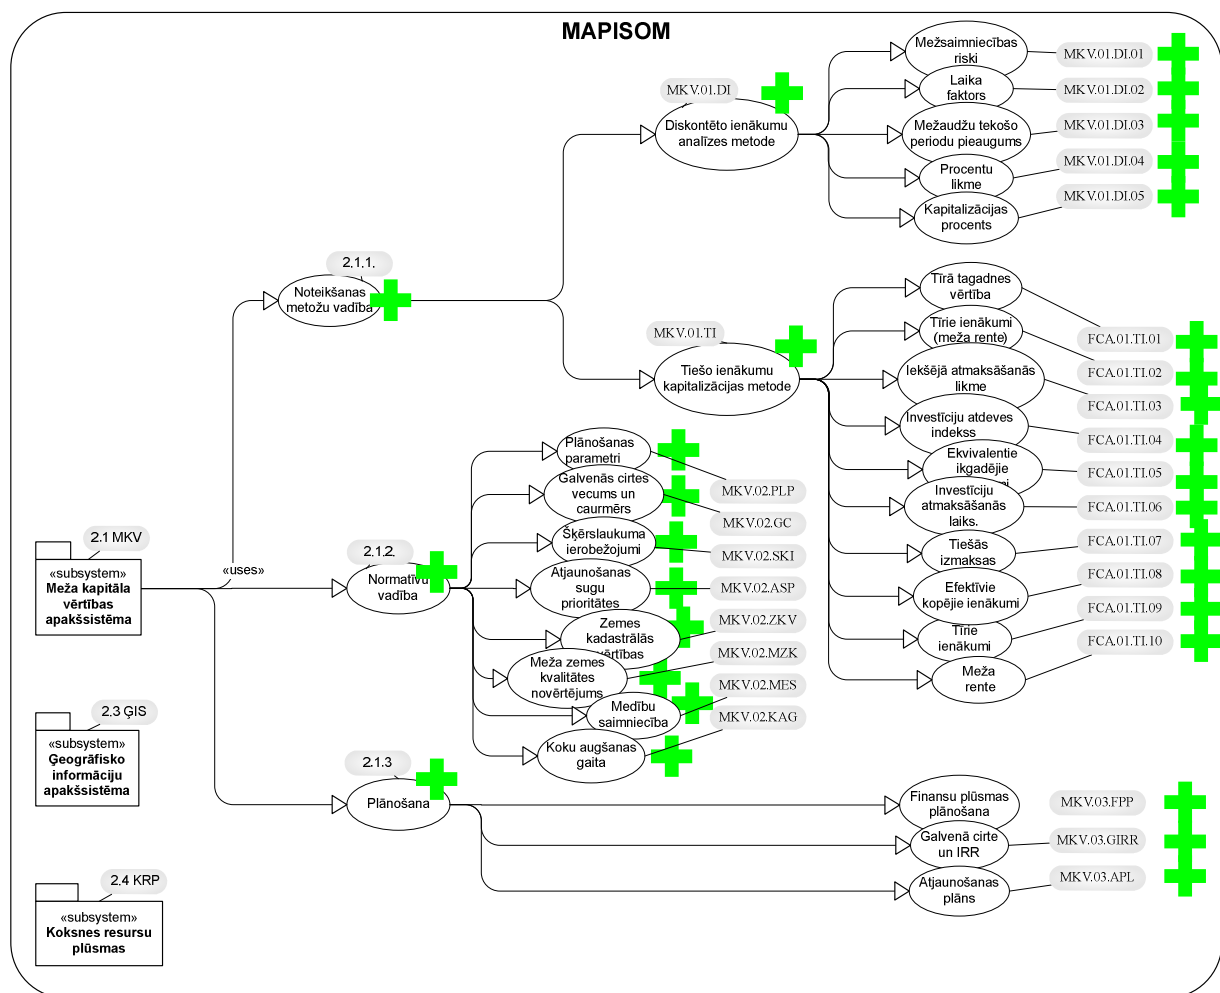 MAPISOM
MKV.01.DI
Diskontēto ienākumu
analīzes metode
Mežsaimniecības
riski
MKV.01.DI.01
Laika
faktors
MKV.01.DI.02
Mežaudžu tekošo
periodu pieaugums
MKV.01.DI.03
Procentu
likme
MKV.01.DI.04
Kapitalizācijas
procents
MKV.01.DI.05
2.1.1.
Noteikšanas
metožu vadība
MKV.01.TI
Tiešo ienākumu
kapitalizācijas metode
Tīrā tagadnes
vērtība
FCA.01.TI.01
Tīrie ienākumi
(meža rente)
FCA.01.TI.02
Iekšējā atmaksāšanās
likme
FCA.01.TI.03
Investīciju atdeves
indekss
FCA.01.TI.04
Ekvivalentie
ikgadējie
FCA.01.TI.05
Investīciju
atmaksāšanās
laiks.
FCA.01.TI.06
Tiešās
izmaksas
FCA.01.TI.07
Efektīvie
kopējie ienākumi
FCA.01.TI.08
Tīrie
ienākumi
FCA.01.TI.09
Meža
rente
FCA.01.TI.10
Plānošanas
parametri
MKV.02.PLP
Galvenās cirtes
vecums un
caurmērs
MKV.02.GC
Šķērslaukuma
ierobežojumi
MKV.02.SKI
Atjaunošanas
sugu
prioritātes
MKV.02.ASP
Zemes
kadastrālās
vērtības
MKV.02.ZKV
Meža zemes
kvalitātes
novērtējums
MKV.02.MZK
Medību
saimniecība
MKV.02.MES
Koku augšanas
gaita
MKV.02.KAG
2.1 MKV
«subsystem»
Meža kapitāla
vērtības
apakšsistēma
«uses»
2.1.2.
Normatīvu
vadība
2.1.3
Plānošana
Finansu plūsmas
plānošana
MKV.03.FPP
Galvenā cirte
un IRR
MKV.03.GIRR
Atjaunošanas
plāns
MKV.03.APL
2.3 ĢIS
«subsystem»
Ģeogrāfisko
informāciju
apakšsistēma
2.4 KRP
«subsystem»
Koksnes resursu
plūsmas